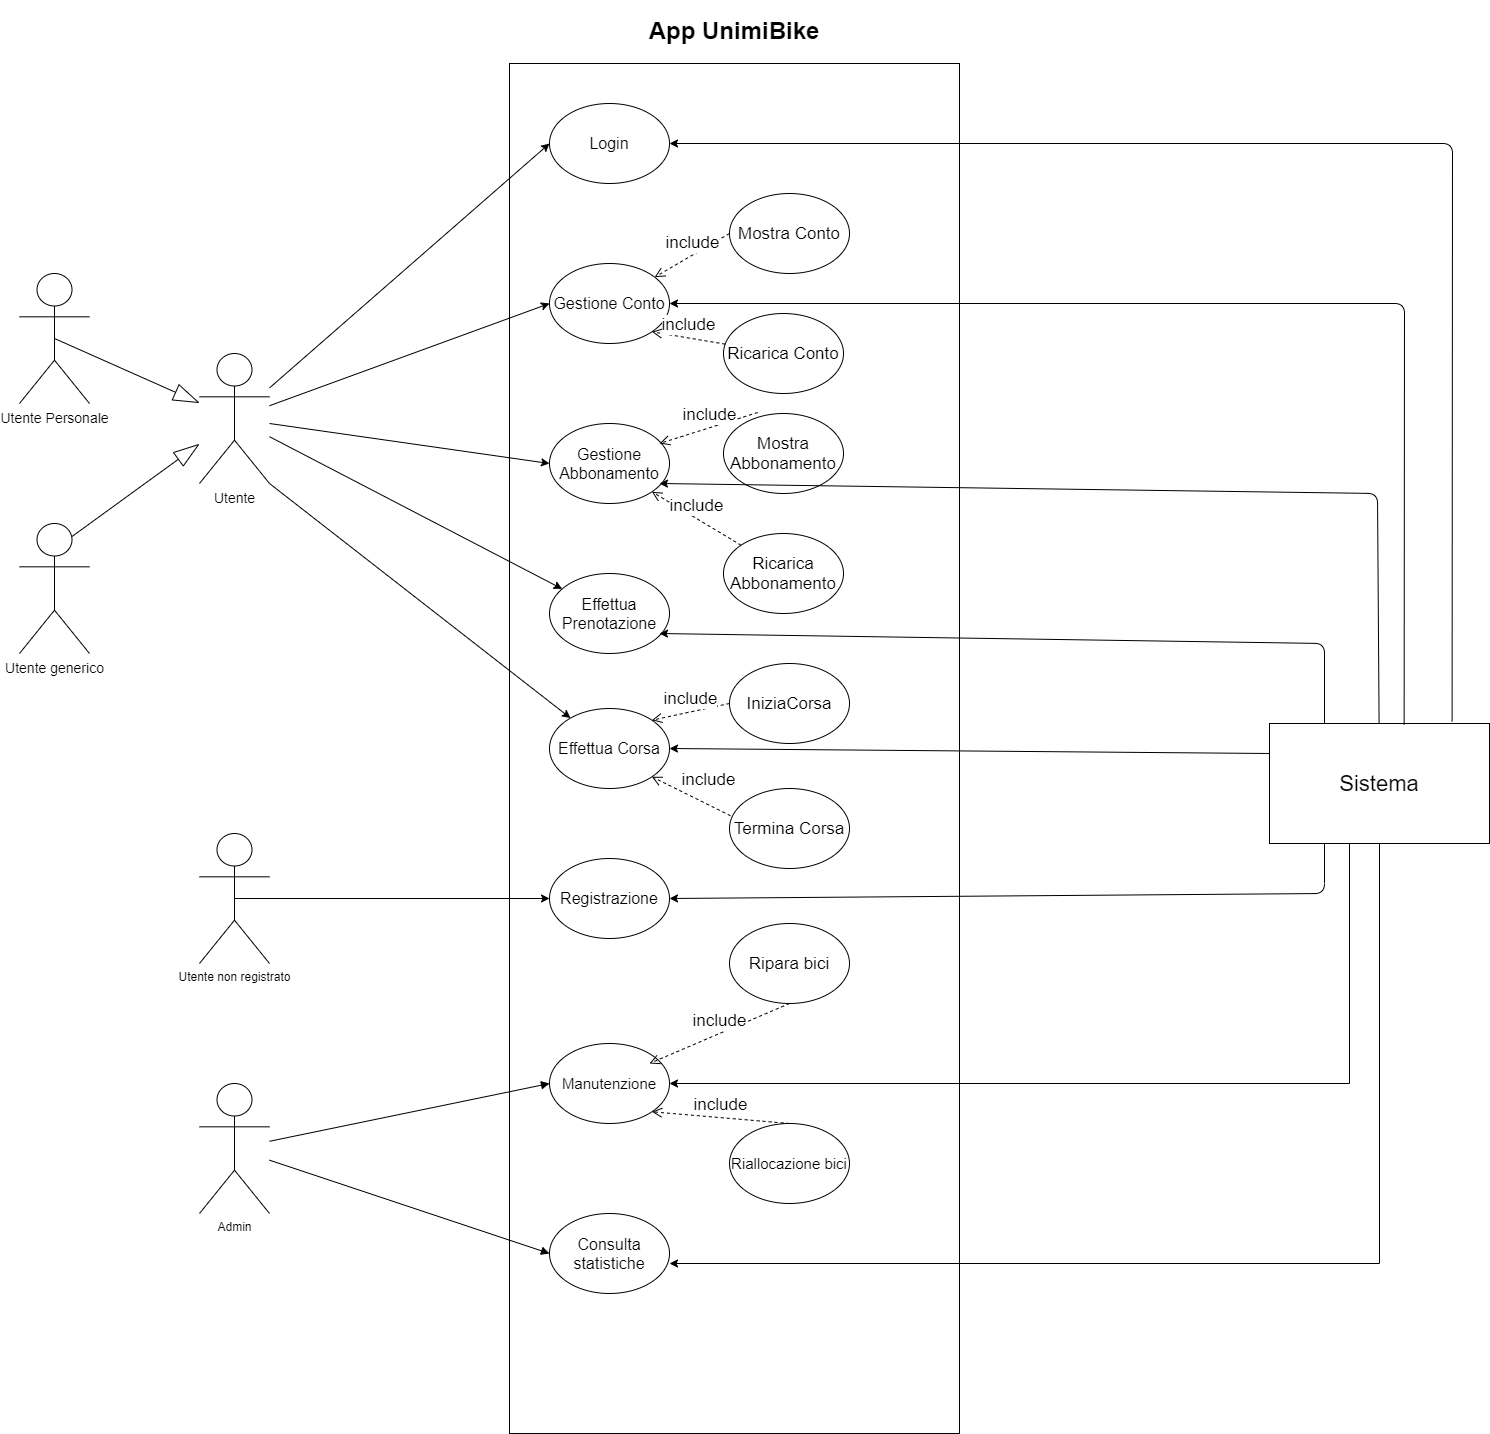 App UnimiBike
Login
Mostra Conto
include
Gestione Conto
include
Ricarica Conto
Utente Personale
include
Mostra
Abbonamento
Gestione
Abbonamento
Utente
include
Ricarica
Abbonamento
Effettua
Prenotazione
Utente generico
include
IniziaCorsa
Effettua Corsa
include
Sistema
Termina Corsa
Registrazione
Utente non registrato
Ripara bici
include
Manutenzione
include
Riallocazione bici
Admin
Consulta
statistiche